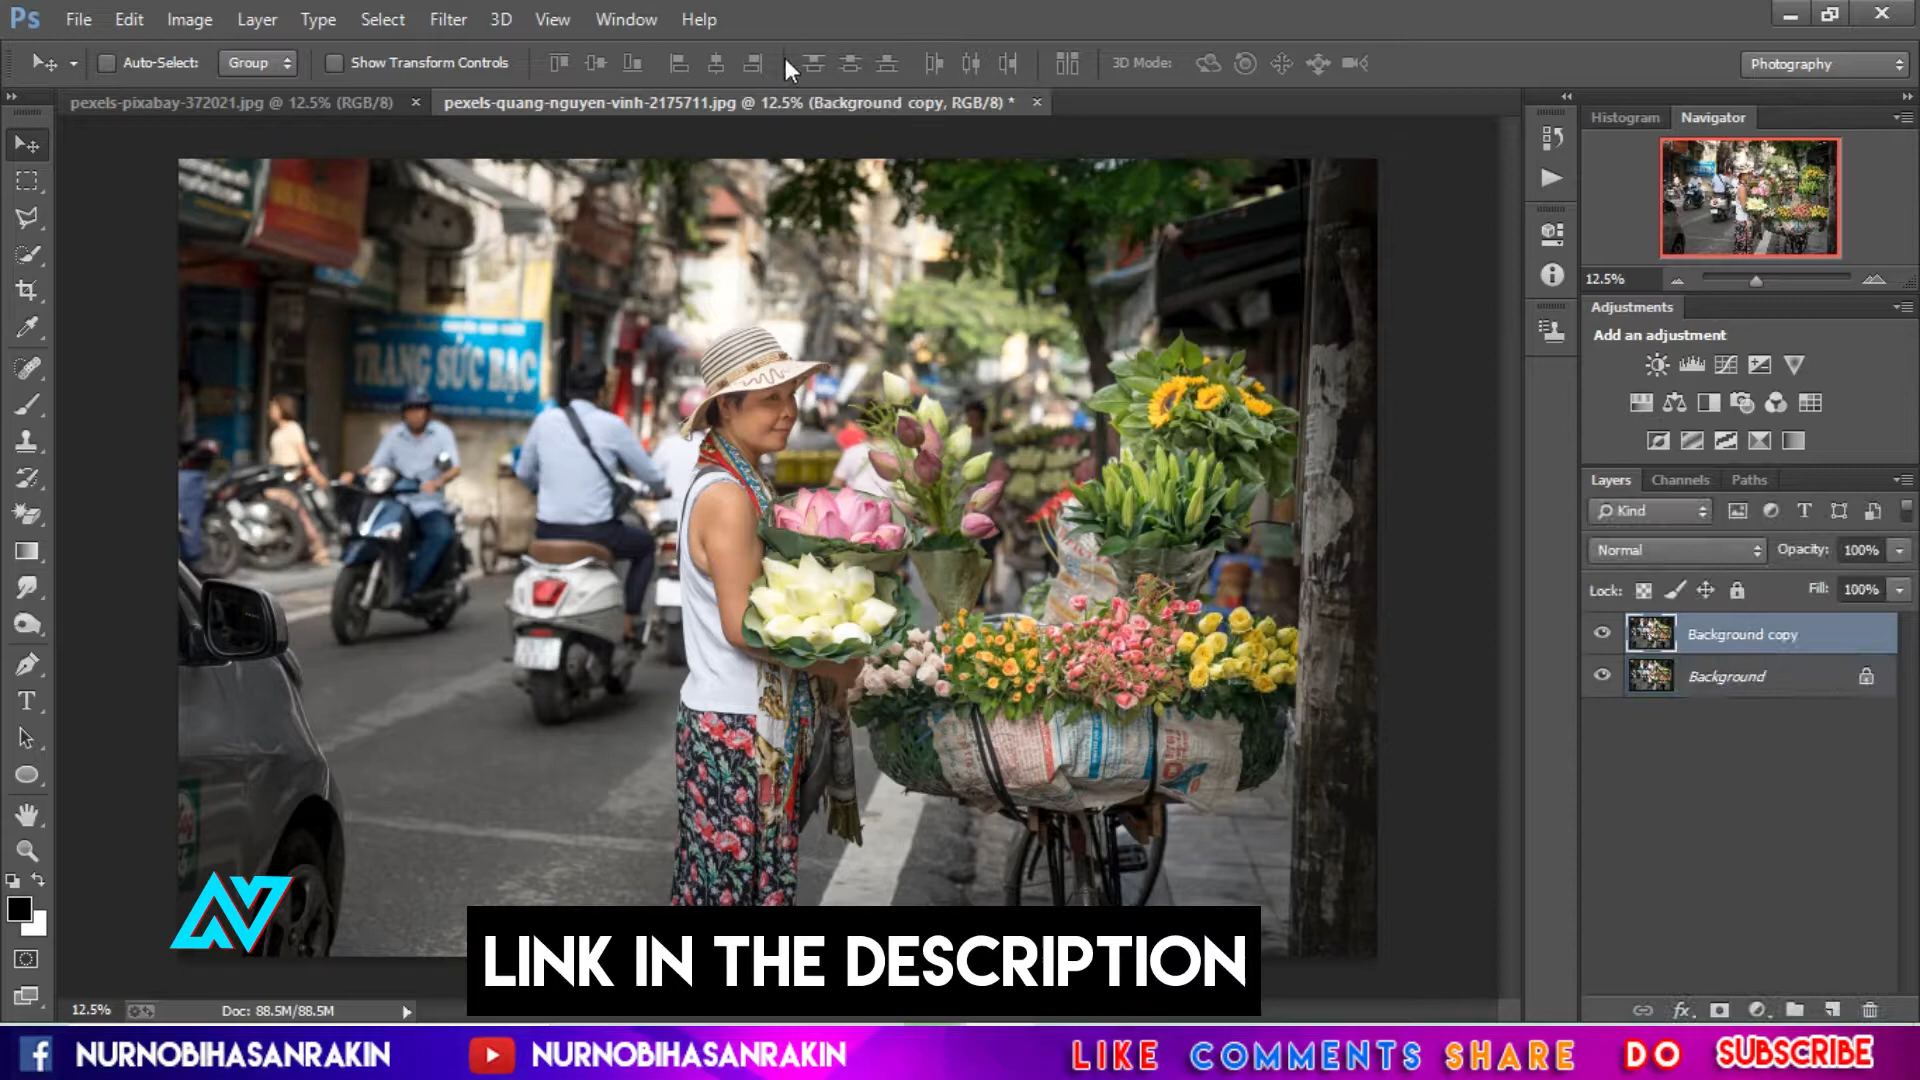 Ps File Edit Image Layer Type Select Filter 3D View Window Help
Auto-Select: Group Show Transform Controls 3D Mode: Photography
pexels-pixabay-372021.jpg @ 12.5% (RGB/8) × pexels-quang-nguyen-vinh-2175711.jpg @ 12.5% (Background copy, RGB/8) * ×
Histogram Navigator
12.5%
Adjustments
Add an adjustment
TRANG SỨC BẠC
Layers Channels Paths
Kind
Normal Opacity: 100%
Lock: Fill: 100%
Background copy
Background
LINK IN THE DESCRIPTION
12.5% Doc: 88.5M/88.5M
NURNOBIHASANRAKIN NURNOBIHASANRAKIN LIKE COMMENTS SHARE DO SUBSCRIBE